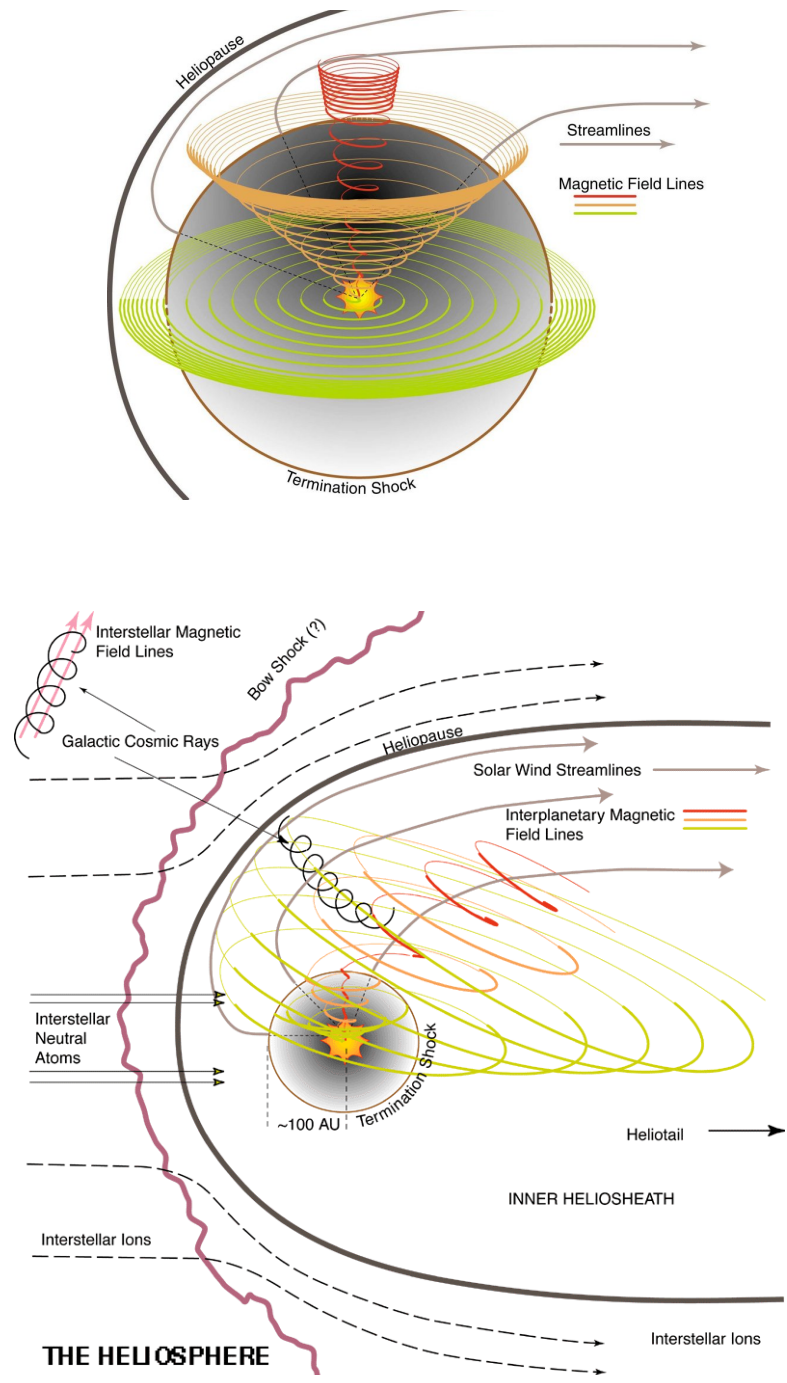 Heliopause
Streamlines
Magnetic Field Lines
Termination Shock
Interstellar Magnetic
Field Lines
Bow Shock (?)
Galactic Cosmic Rays
Heliopause
Solar Wind Streamlines
Interplanetary Magnetic
Field Lines
Interstellar
Neutral
Atoms
Termination Shock
~100 AU
Heliotail
INNER HELIOSHEATH
Interstellar Ions
Interstellar Ions
THE HELIOSPHERE